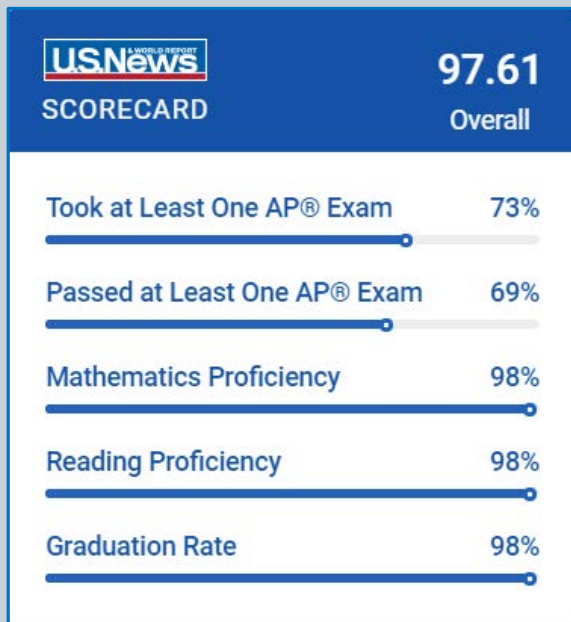 U.S.News
& WORLD REPORT
SCORECARD
97.61
Overall
Took at Least One AP® Exam 73%
Passed at Least One AP® Exam 69%
Mathematics Proficiency 98%
Reading Proficiency 98%
Graduation Rate 98%